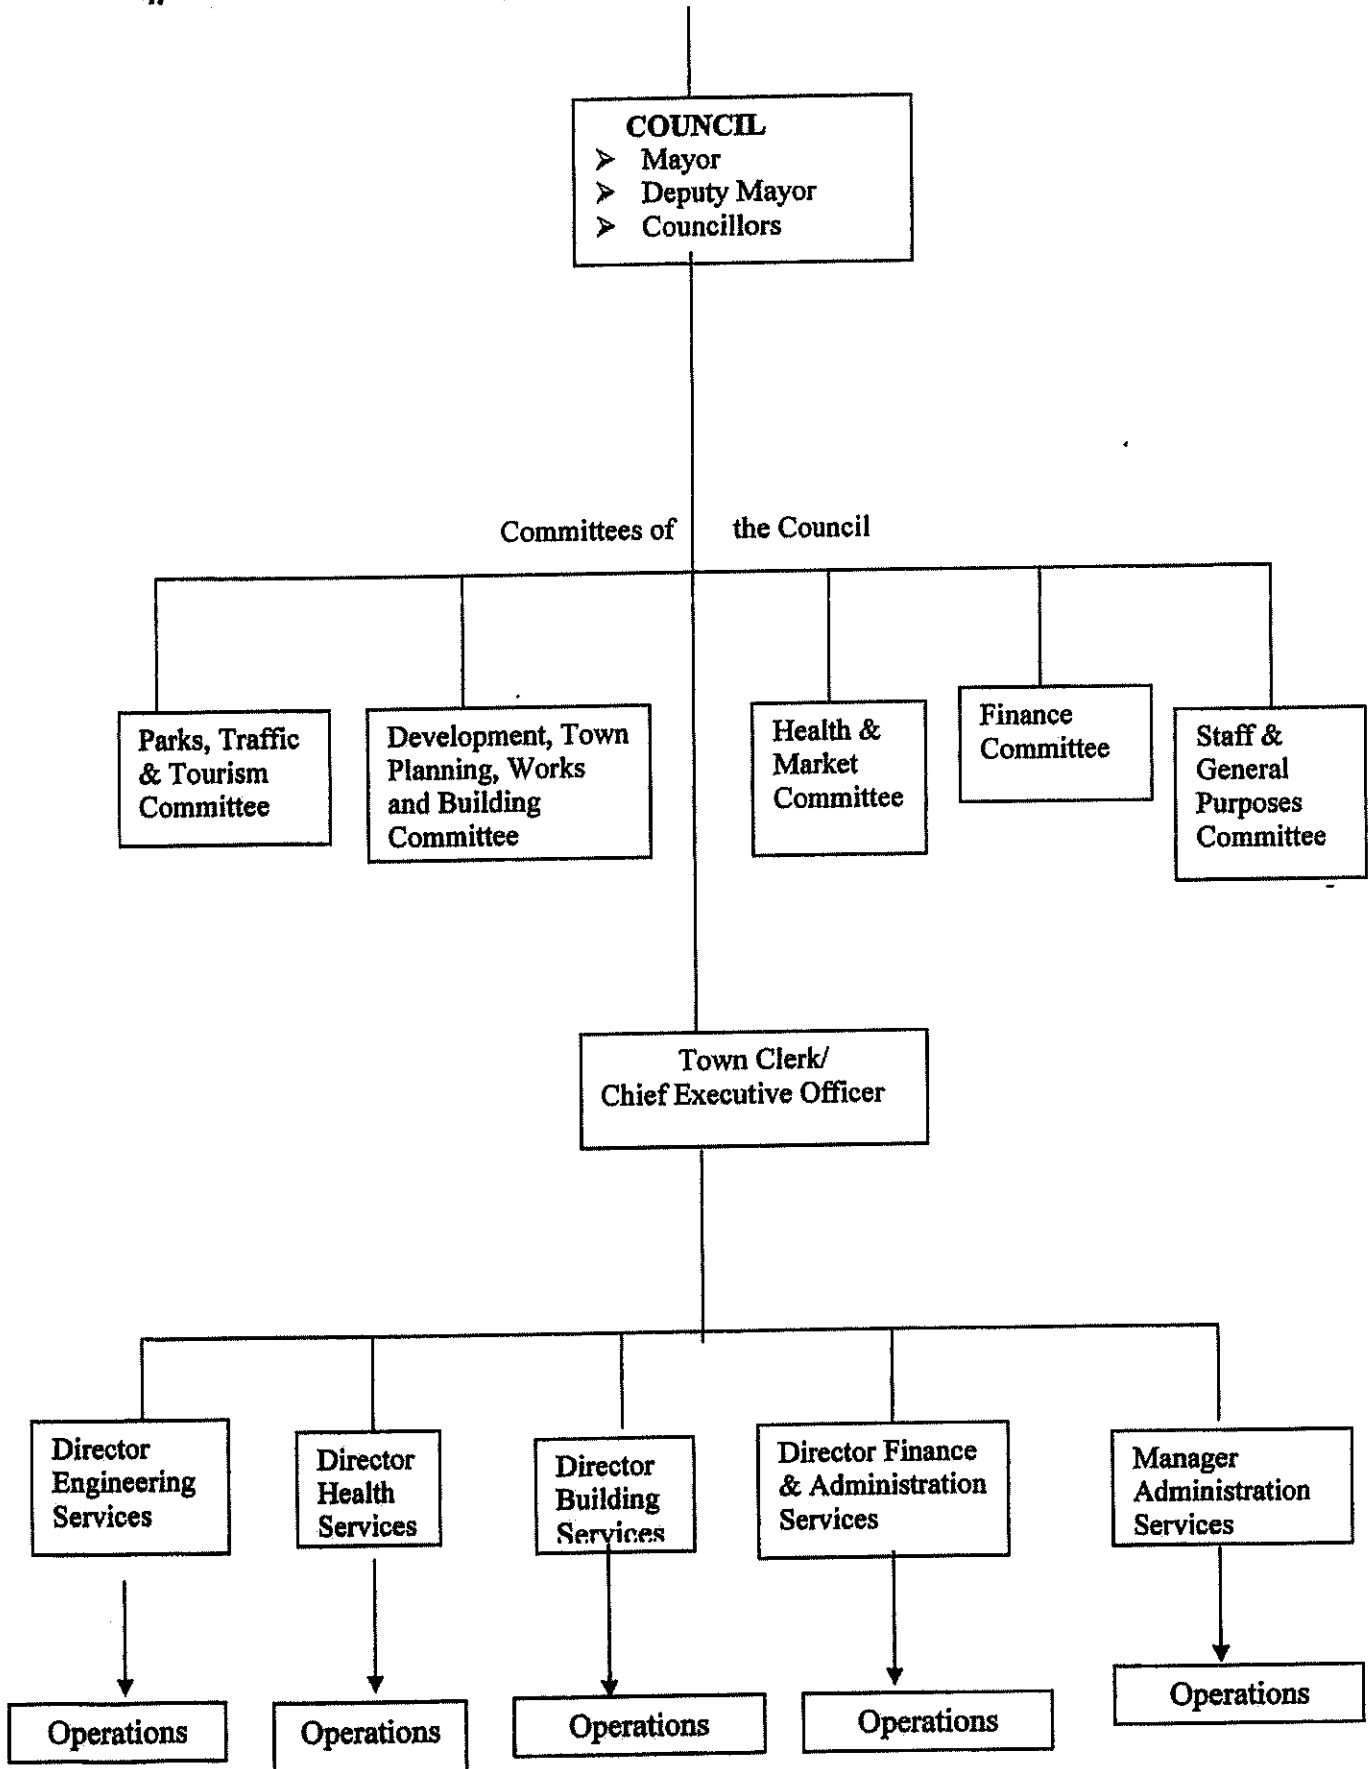 COUNCIL
➢ Mayor
➢ Deputy Mayor
➢ Councillors
Committees of the Council
Parks, Traffic
& Tourism
Committee
Development, Town
Planning, Works
and Building
Committee
Health &
Market
Committee
Finance
Committee
Staff &
General
Purposes
Committee
Town Clerk/
Chief Executive Officer
Director
Engineering
Services
Director
Health
Services
Director
Building
Services
Director Finance
& Administration
Services
Manager
Administration
Services
Operations
Operations
Operations
Operations
Operations